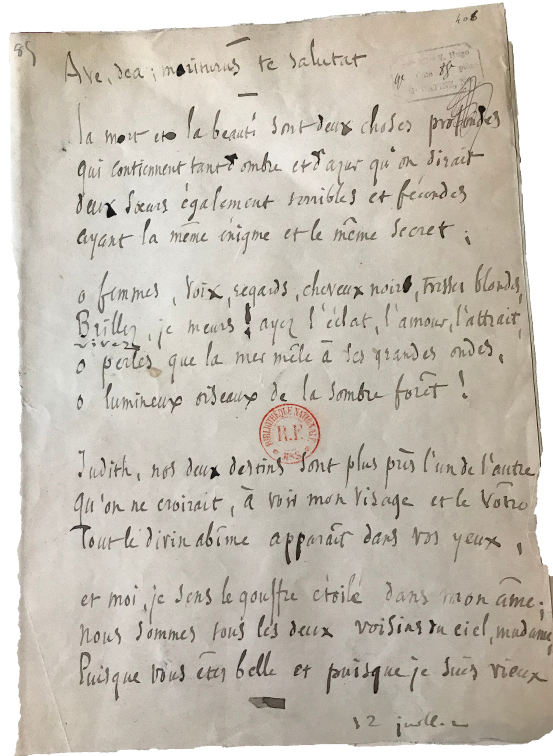 85
408
Ave, dea; moriturus te salutat
La mort et la beauté sont deux choses profondes
qui contiennent tant d'ombre et d'azur qu'on dirait
deux sœurs également terribles et fécondes
ayant la même énigme et le même secret ;
o femmes, voix, regards, cheveux noirs, tresses blondes,
Brillez, je meurs ! ayez l'éclat, l'amour, l'attrait,
vivez
o perles que la mer mêle à ses grandes ondes,
o lumineux oiseaux de la sombre forêt !
Judith, nos deux destins sont plus près l'un de l'autre
Qu'on ne croirait, à voir mon visage et le vôtre
Tout le divin abîme apparaît dans vos yeux,
et moi, je sens le gouffre étoilé dans mon âme ;
nous sommes tous les deux voisins du ciel, madame,
Puisque vous êtes belle et puisque je suis vieux
BIBLIOTHÈQUE NATIONALE
R.F.
12 juillet